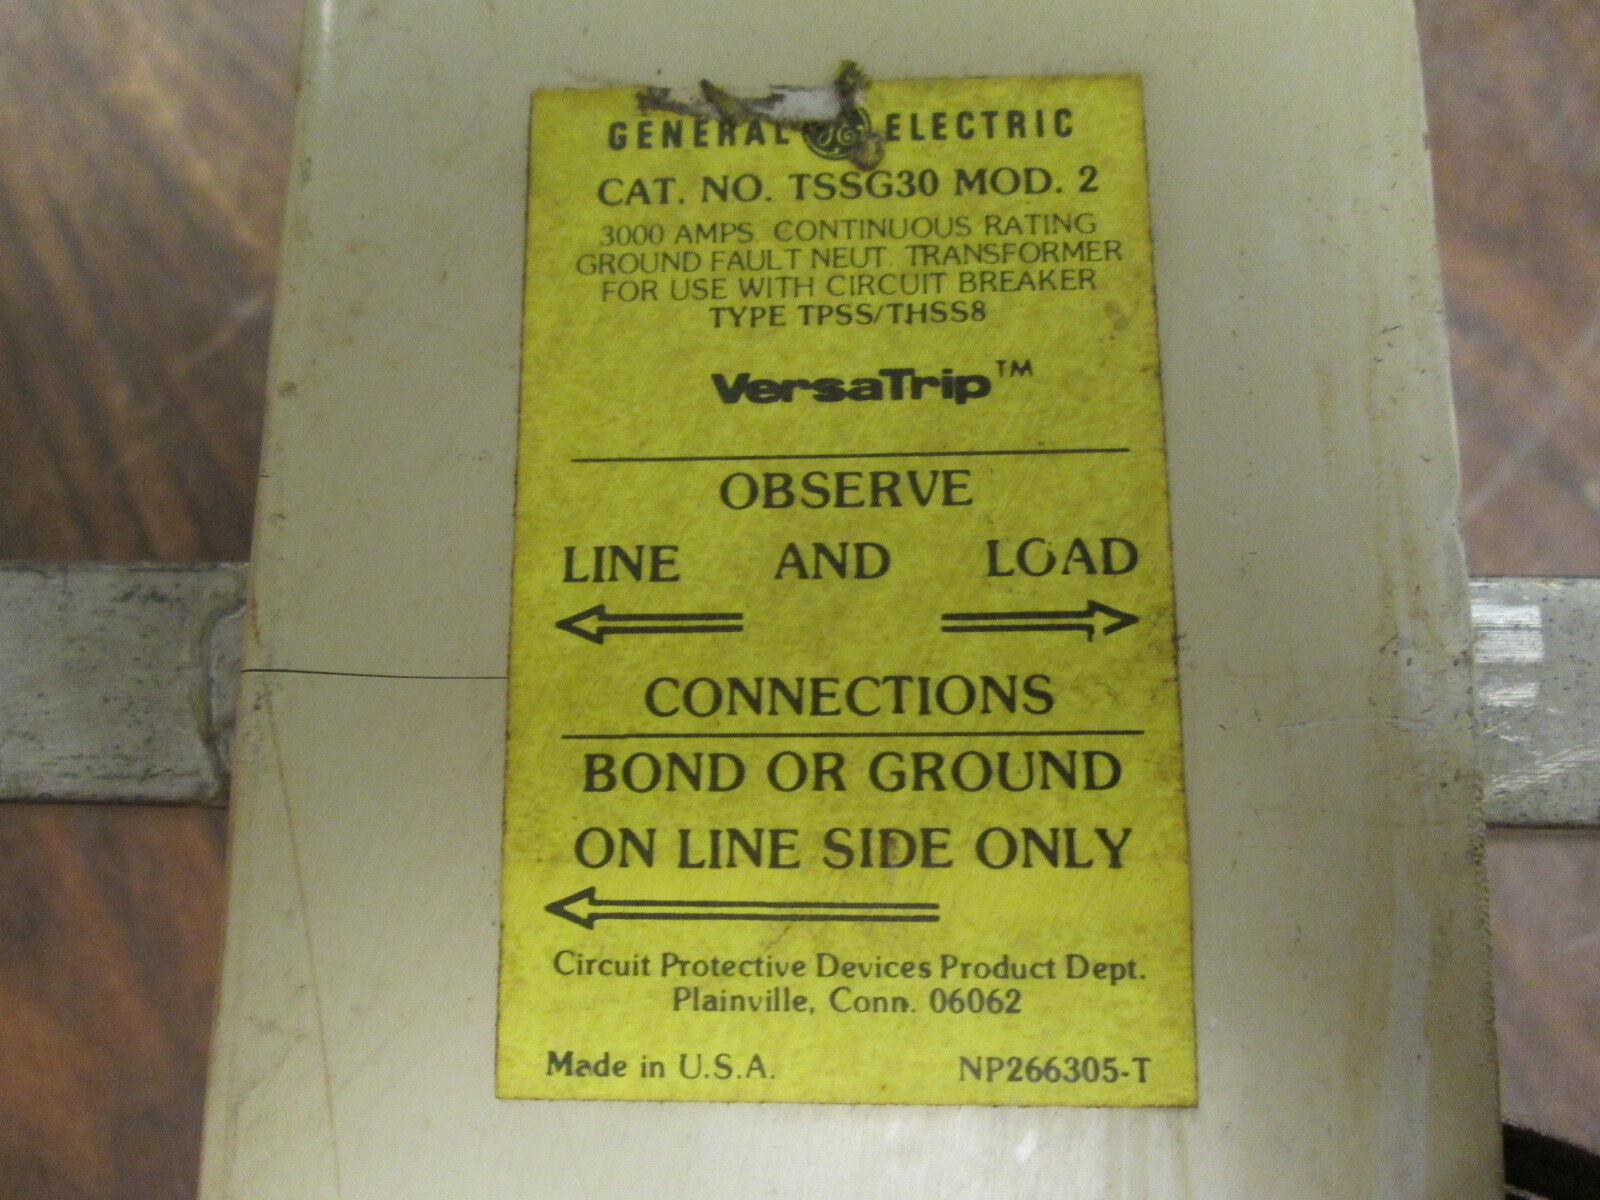 GENERAL ELECTRIC
CAT. NO. TSSG30 MOD. 2
3000 AMPS. CONTINUOUS RATING
GROUND FAULT NEUT. TRANSFORMER
FOR USE WITH CIRCUIT BREAKER
TYPE TPSS/THSS8
VersaTrip™
OBSERVE
LINE AND LOAD
CONNECTIONS
BOND OR GROUND
ON LINE SIDE ONLY
Circuit Protective Devices Product Dept.
Plainville, Conn. 06062
Made in U.S.A. NP266305-T